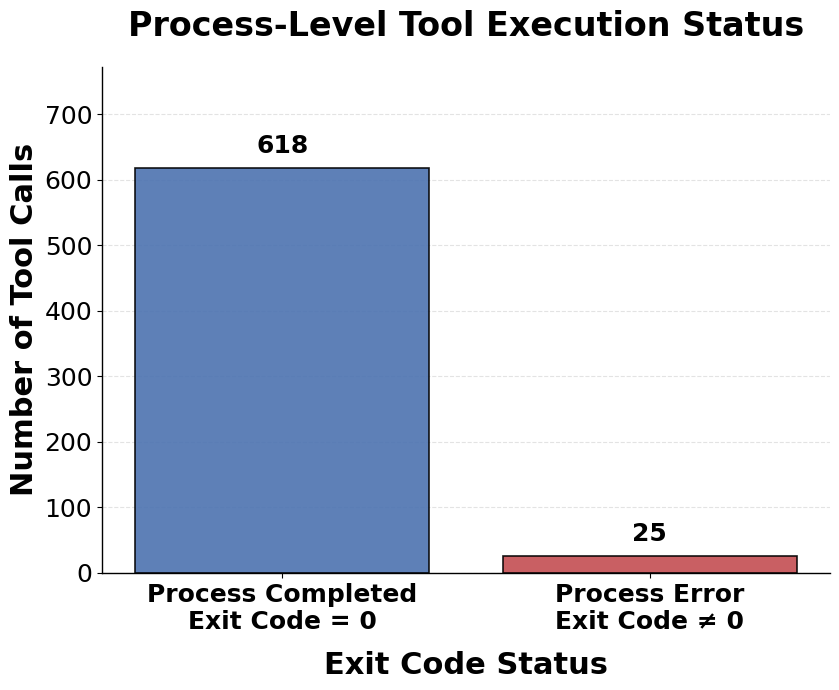 Process-Level Tool Execution Status
Number of Tool Calls
700
600
500
400
300
200
100
0
618
25
Process Completed
Exit Code = 0
Process Error
Exit Code ≠ 0
Exit Code Status